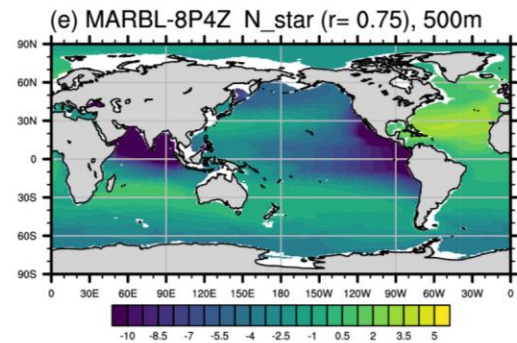 (e) MARBL-8P4Z N_star (r= 0.75), 500m
90N
60N
30N
0
30S
60S
90S
0 30E 60E 90E 120E 150E 180 150W 120W 90W 60W 30W 0
-10 -8.5 -7 -5.5 -4 -2.5 -1 0.5 2 3.5 5